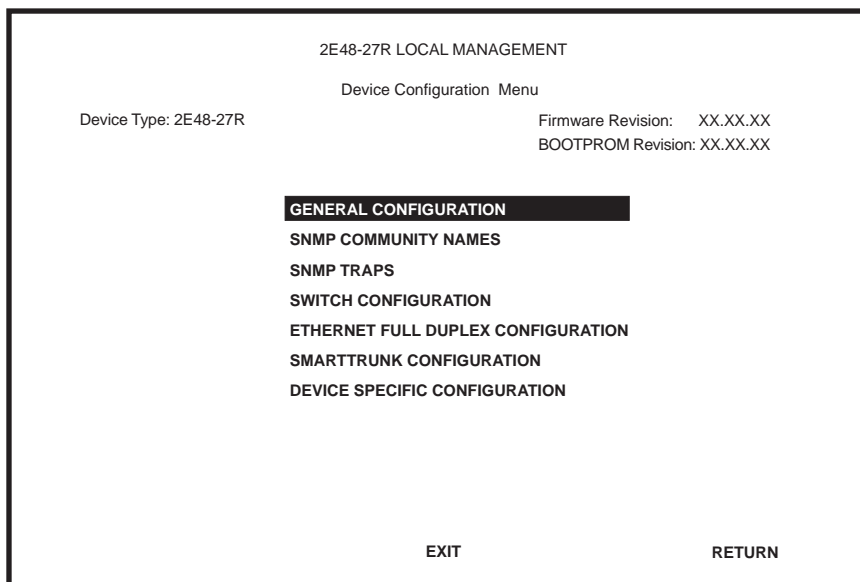 2E48-27R LOCAL MANAGEMENT
Device Configuration Menu
Device Type: 2E48-27R
Firmware Revision: XX.XX.XX
BOOTPROM Revision: XX.XX.XX
GENERAL CONFIGURATION
SNMP COMMUNITY NAMES
SNMP TRAPS
SWITCH CONFIGURATION
ETHERNET FULL DUPLEX CONFIGURATION
SMARTTRUNK CONFIGURATION
DEVICE SPECIFIC CONFIGURATION
EXIT RETURN